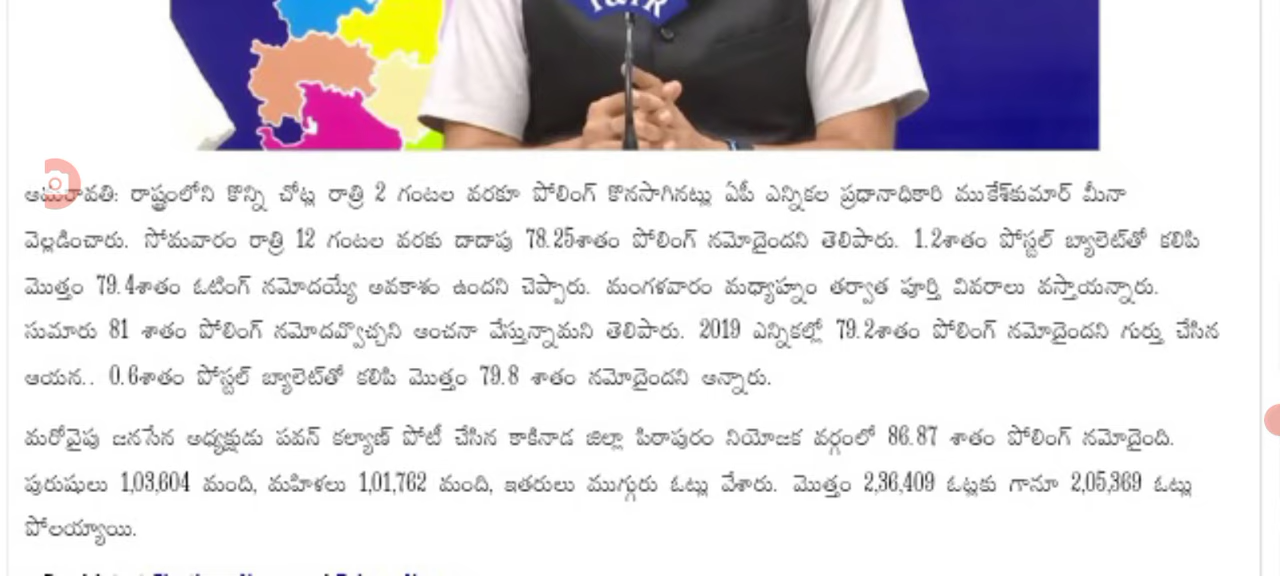 I&PR
అమరావతి: రాష్ట్రంలోని కొన్ని చోట్ల రాత్రి 2 గంటల వరకూ పోలింగ్ కొనసాగినట్లు ఏపీ ఎన్నికల ప్రధానాధికారి ముకేశ్‌కుమార్ మీనా
వెల్లడించారు. సోమవారం రాత్రి 12 గంటల వరకు దాదాపు 78.25శాతం పోలింగ్ నమోదైందని తెలిపారు. 1.2శాతం పోస్టల్ బ్యాలెట్‌తో కలిపి
మొత్తం 79.4శాతం ఓటింగ్ నమోదయ్యే అవకాశం ఉందని చెప్పారు. మంగళవారం మధ్యాహ్నం తర్వాత పూర్తి వివరాలు వస్తాయన్నారు.
సుమారు 81 శాతం పోలింగ్ నమోదవ్వొచ్చని అంచనా వేస్తున్నామని తెలిపారు. 2019 ఎన్నికల్లో 79.2శాతం పోలింగ్ నమోదైందని గుర్తు చేసిన
ఆయన.. 0.6శాతం పోస్టల్ బ్యాలెట్‌తో కలిపి మొత్తం 79.8 శాతం నమోదైందని అన్నారు.
మరోవైపు జనసేన అధ్యక్షుడు పవన్ కల్యాణ్ పోటీ చేసిన కాకినాడ జిల్లా పిఠాపురం నియోజక వర్గంలో 86.87 శాతం పోలింగ్ నమోదైంది.
పురుషులు 1,03,604 మంది, మహిళలు 1,01,762 మంది, ఇతరులు ముగ్గురు ఓట్లు వేశారు. మొత్తం 2,36,409 ఓట్లకు గానూ 2,05,369 ఓట్లు
పోలయ్యాయి.